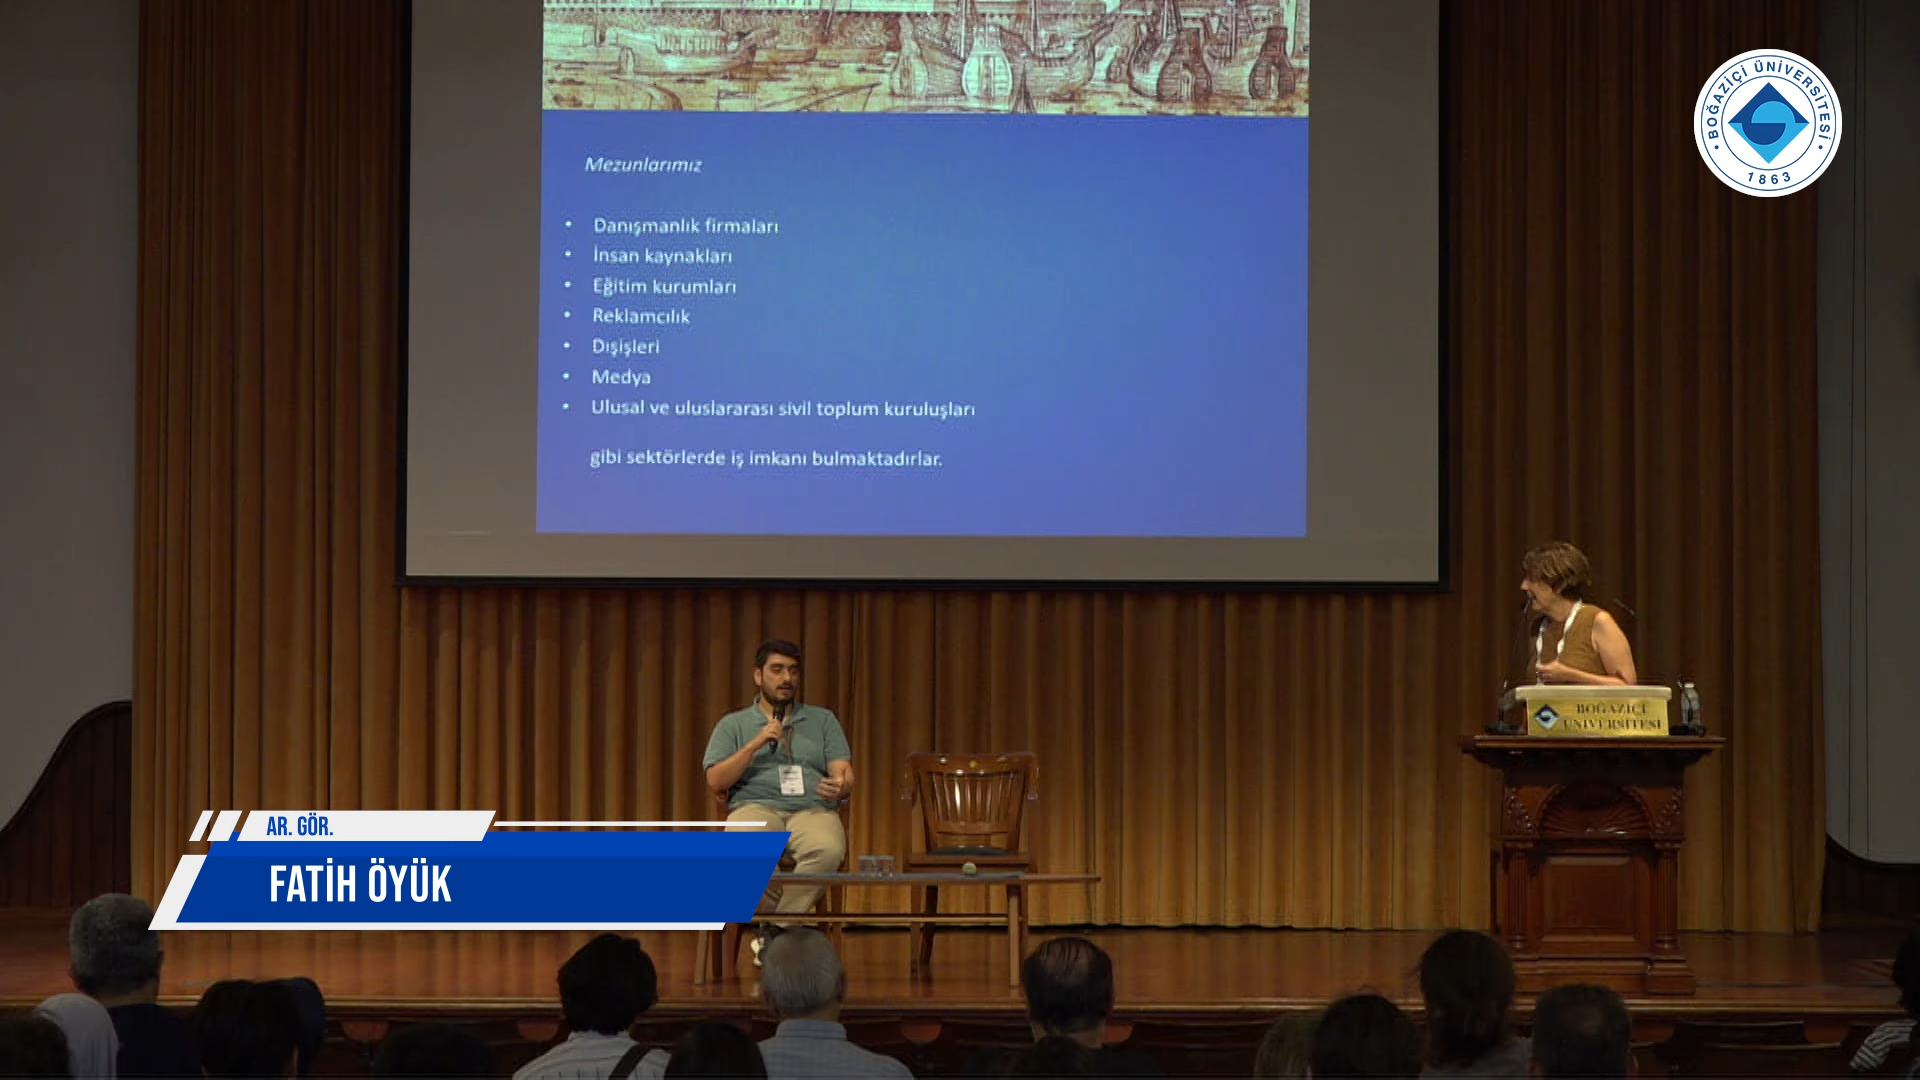 BOĞAZİÇİ ÜNİVERSİTESİ
1863
Mezunlarımız
• Danışmanlık firmaları
• İnsan kaynakları
• Eğitim kurumları
• Reklamcılık
• Dışişleri
• Medya
• Ulusal ve uluslararası sivil toplum kuruluşları
gibi sektörlerde iş imkanı bulmaktadırlar.
BOĞAZİÇİ
ÜNİVERSİTESİ
AR. GÖR.
FATİH ÖYÜK